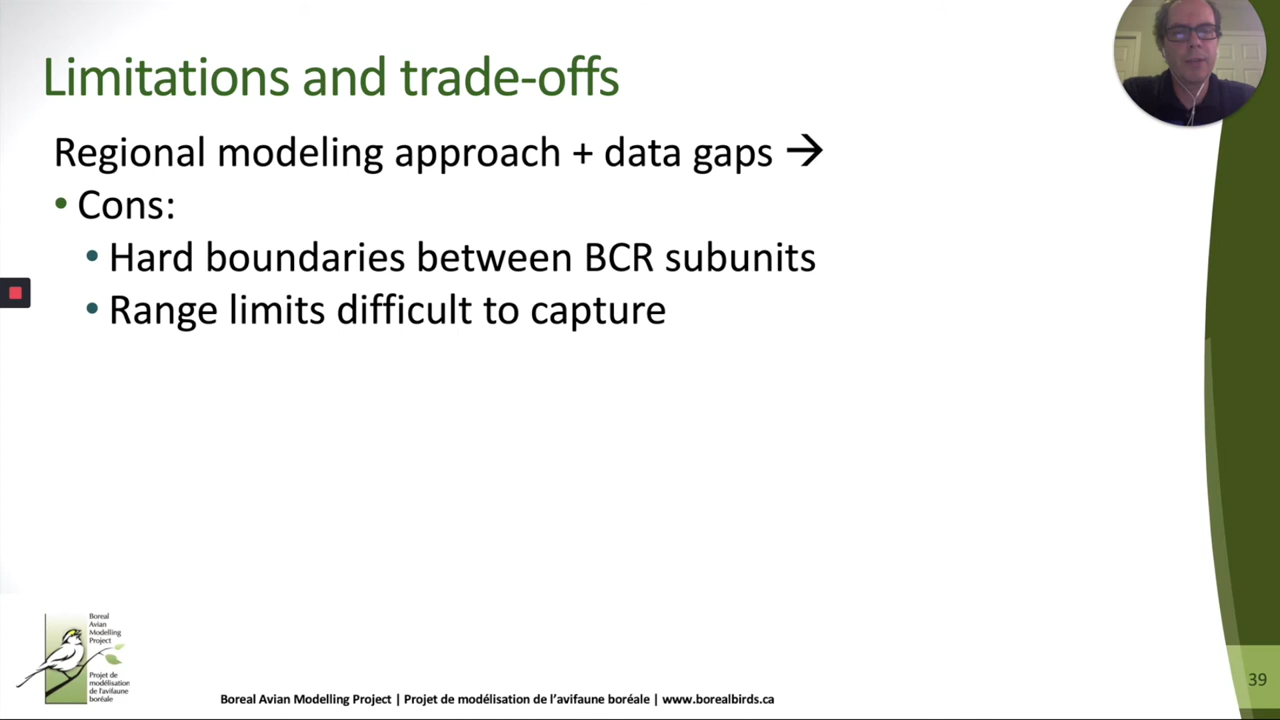 Limitations and trade-offs
Regional modeling approach + data gaps →
• Cons:
• Hard boundaries between BCR subunits
• Range limits difficult to capture
Boreal
Avian
Modelling
Project
Projet de
modélisation
de l'avifaune
boréale
Boreal Avian Modelling Project | Projet de modélisation de l’avifaune boréale | www.borealbirds.ca
39